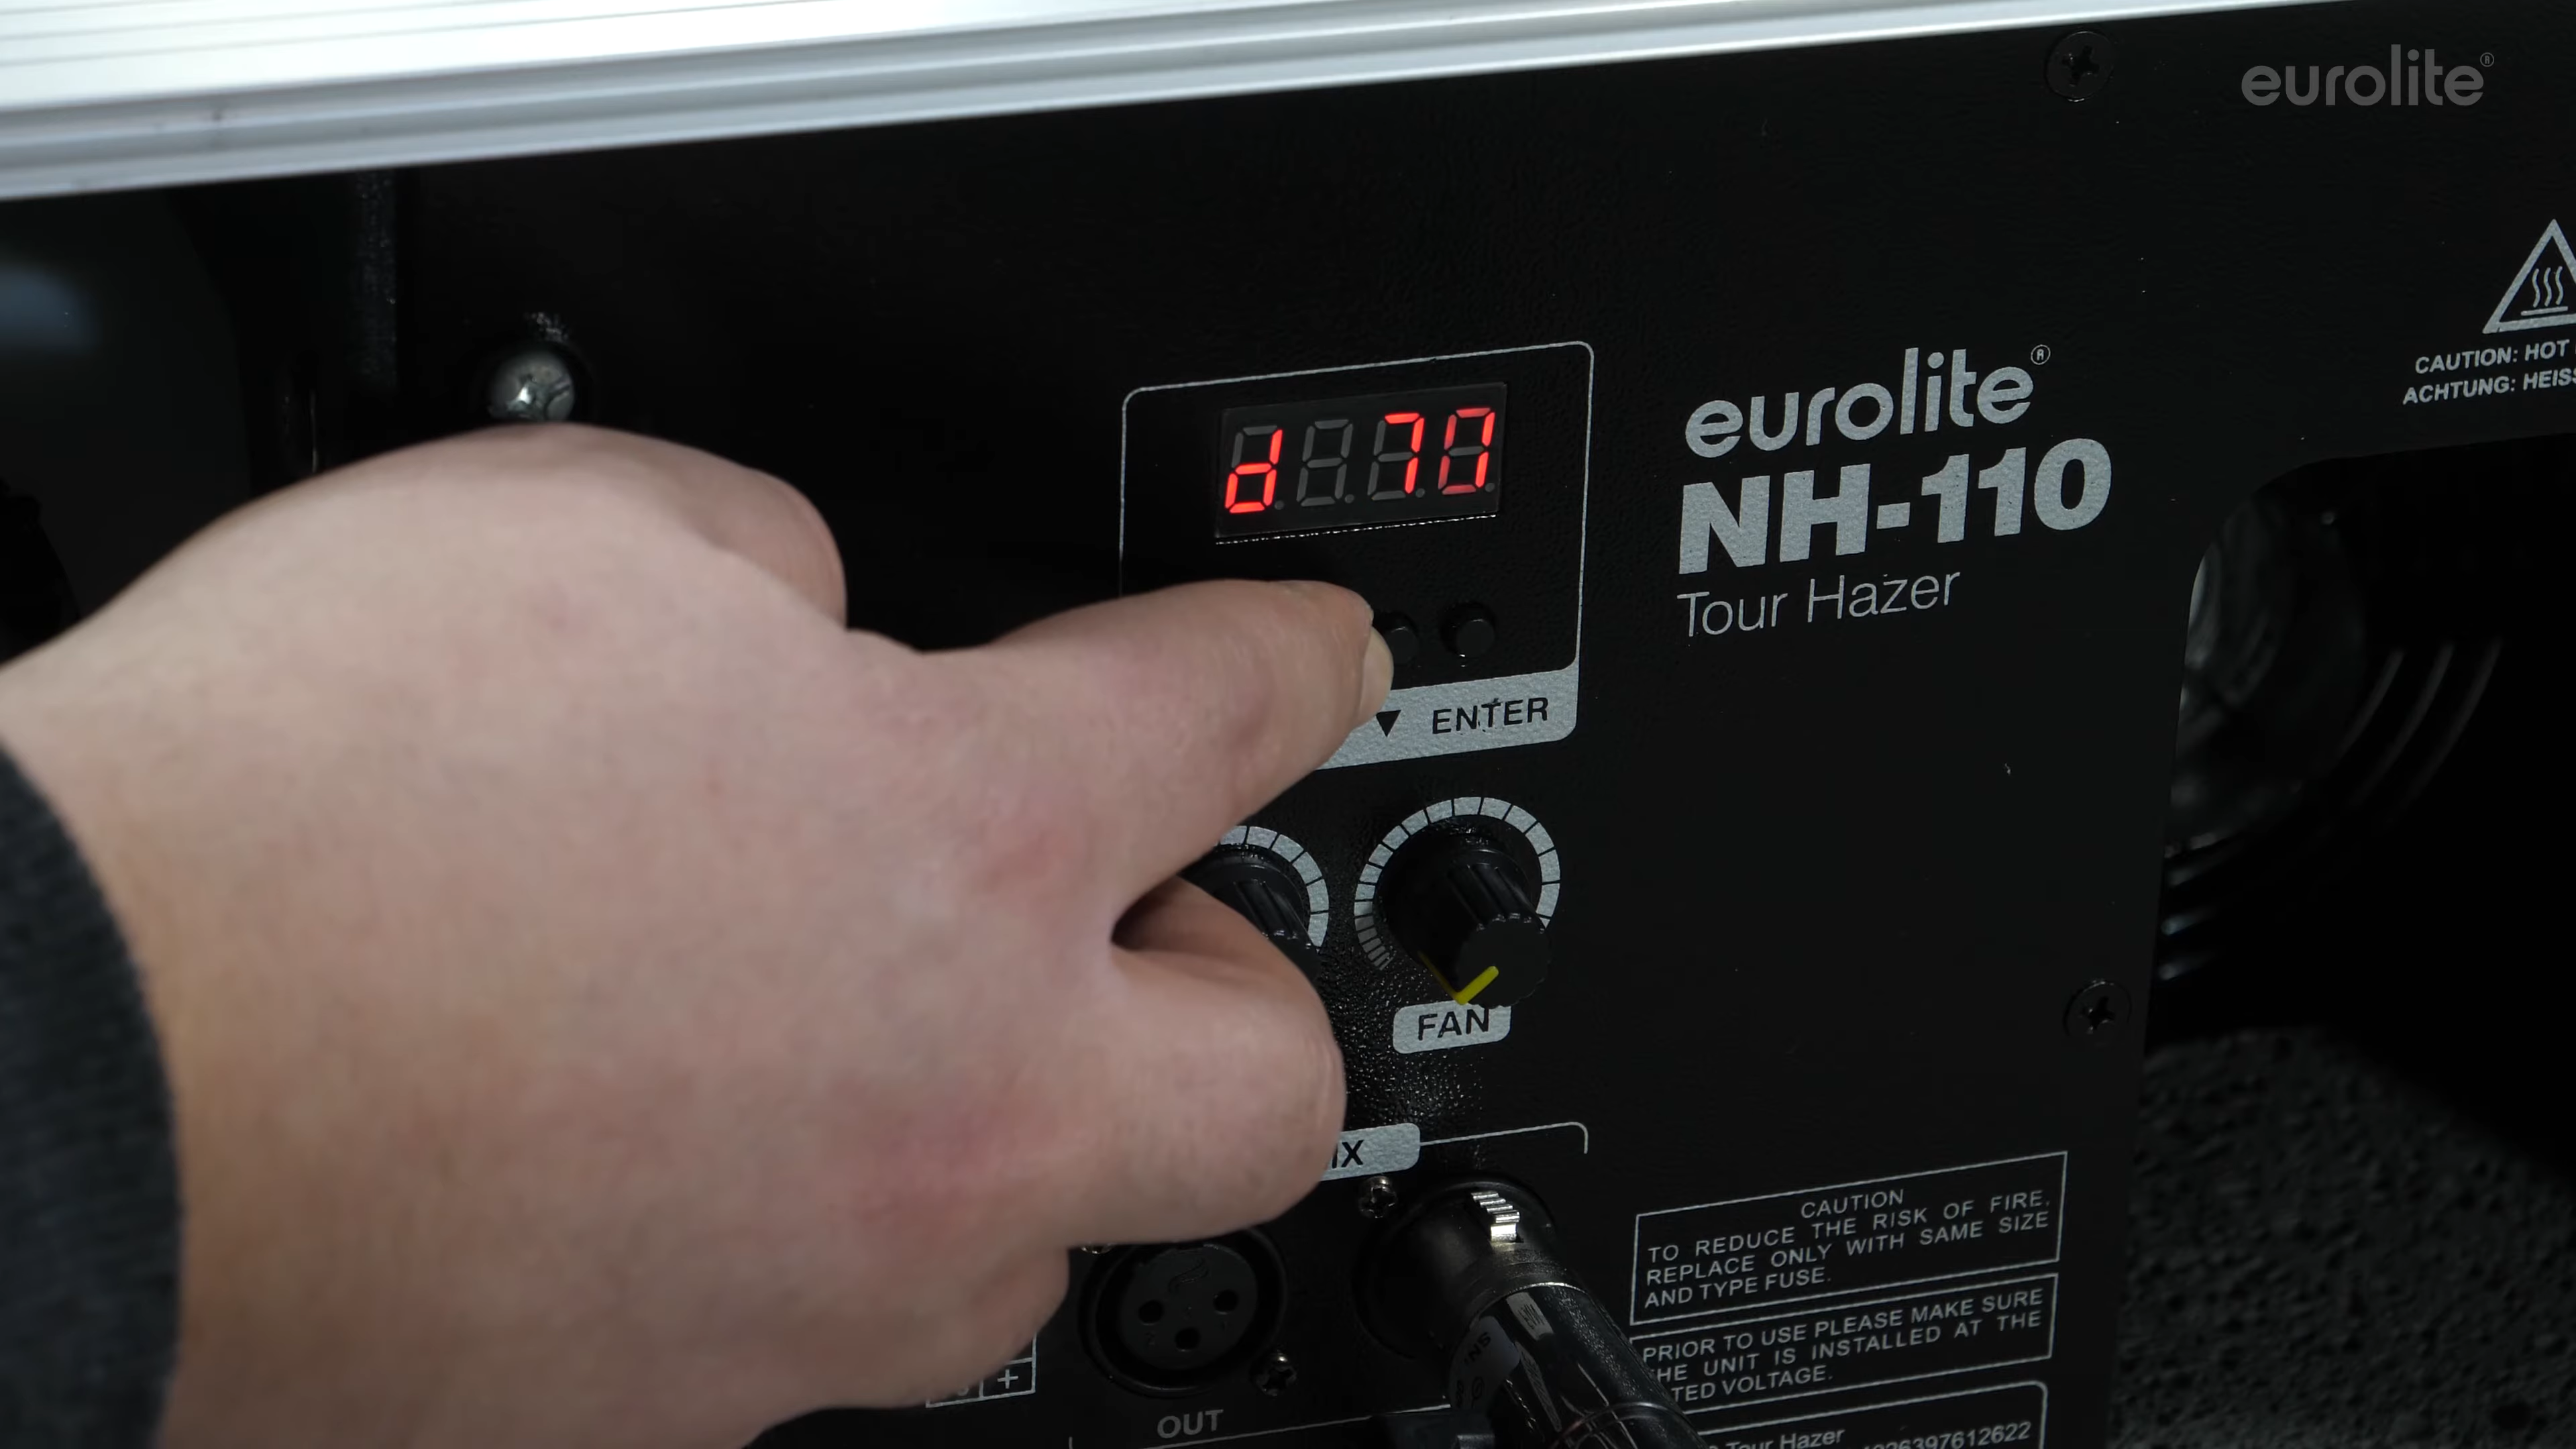 eurolite®
CAUTION: HOT
ACHTUNG:
d 70
eurolite®
NH-110
Tour Hazer
▼ ENTER
FAN
CAUTION
TO REDUCE THE RISK OF FIRE,
REPLACE ONLY WITH SAME SIZE
AND TYPE FUSE.
PRIOR TO USE PLEASE MAKE SURE
THE UNIT IS INSTALLED AT THE
VOLTAGE.
OUT
+
Tour Hazer